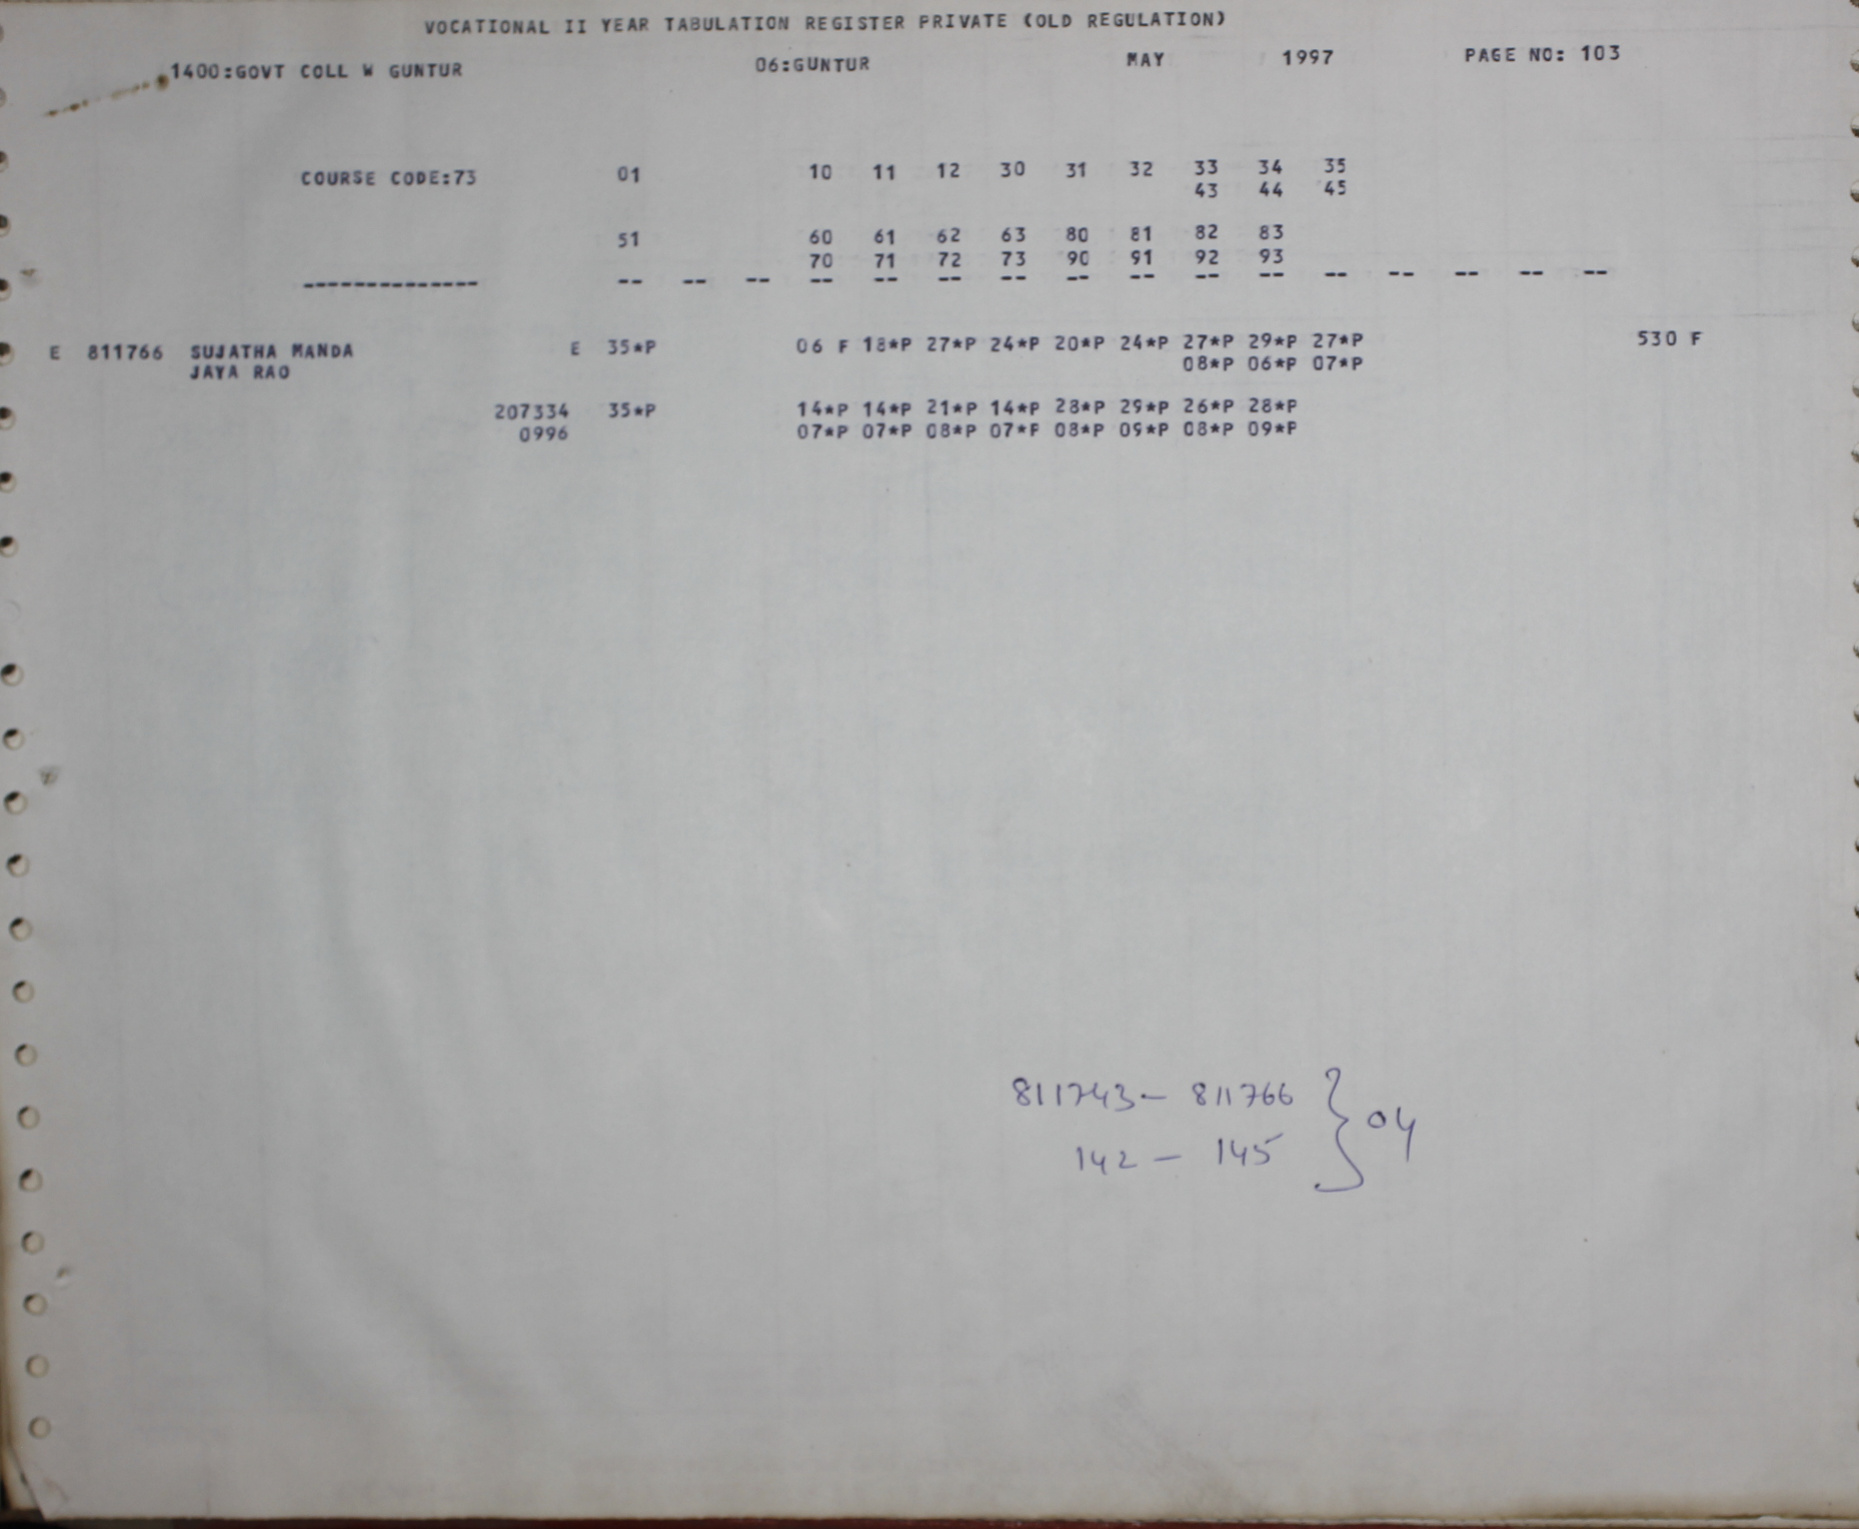 VOCATIONAL II YEAR TABULATION REGISTER PRIVATE (OLD REGULATION)
1400:GOVT COLL W GUNTUR 06:GUNTUR MAY 1997 PAGE NO: 103
COURSE CODE:73 01 10 11 12 30 31 32 33 34 35
43 44 45
51 60 61 62 63 80 81 82 83
70 71 72 73 90 91 92 93
-------------- -- -- -- -- -- -- -- -- -- -- -- -- -- -- -- --
E 811766 SUJATHA MANDA E 35*P 06 F 18*P 27*P 24*P 20*P 24*P 27*P 29*P 27*P 530 F
JAYA RAO 08*P 06*P 07*P
207334 35*P 14*P 14*P 21*P 14*P 28*P 29*P 26*P 28*P
0996 07*P 07*P 08*P 07*P 08*P 09*P 08*P 09*P
811743 - 811766 } 04
142 - 145